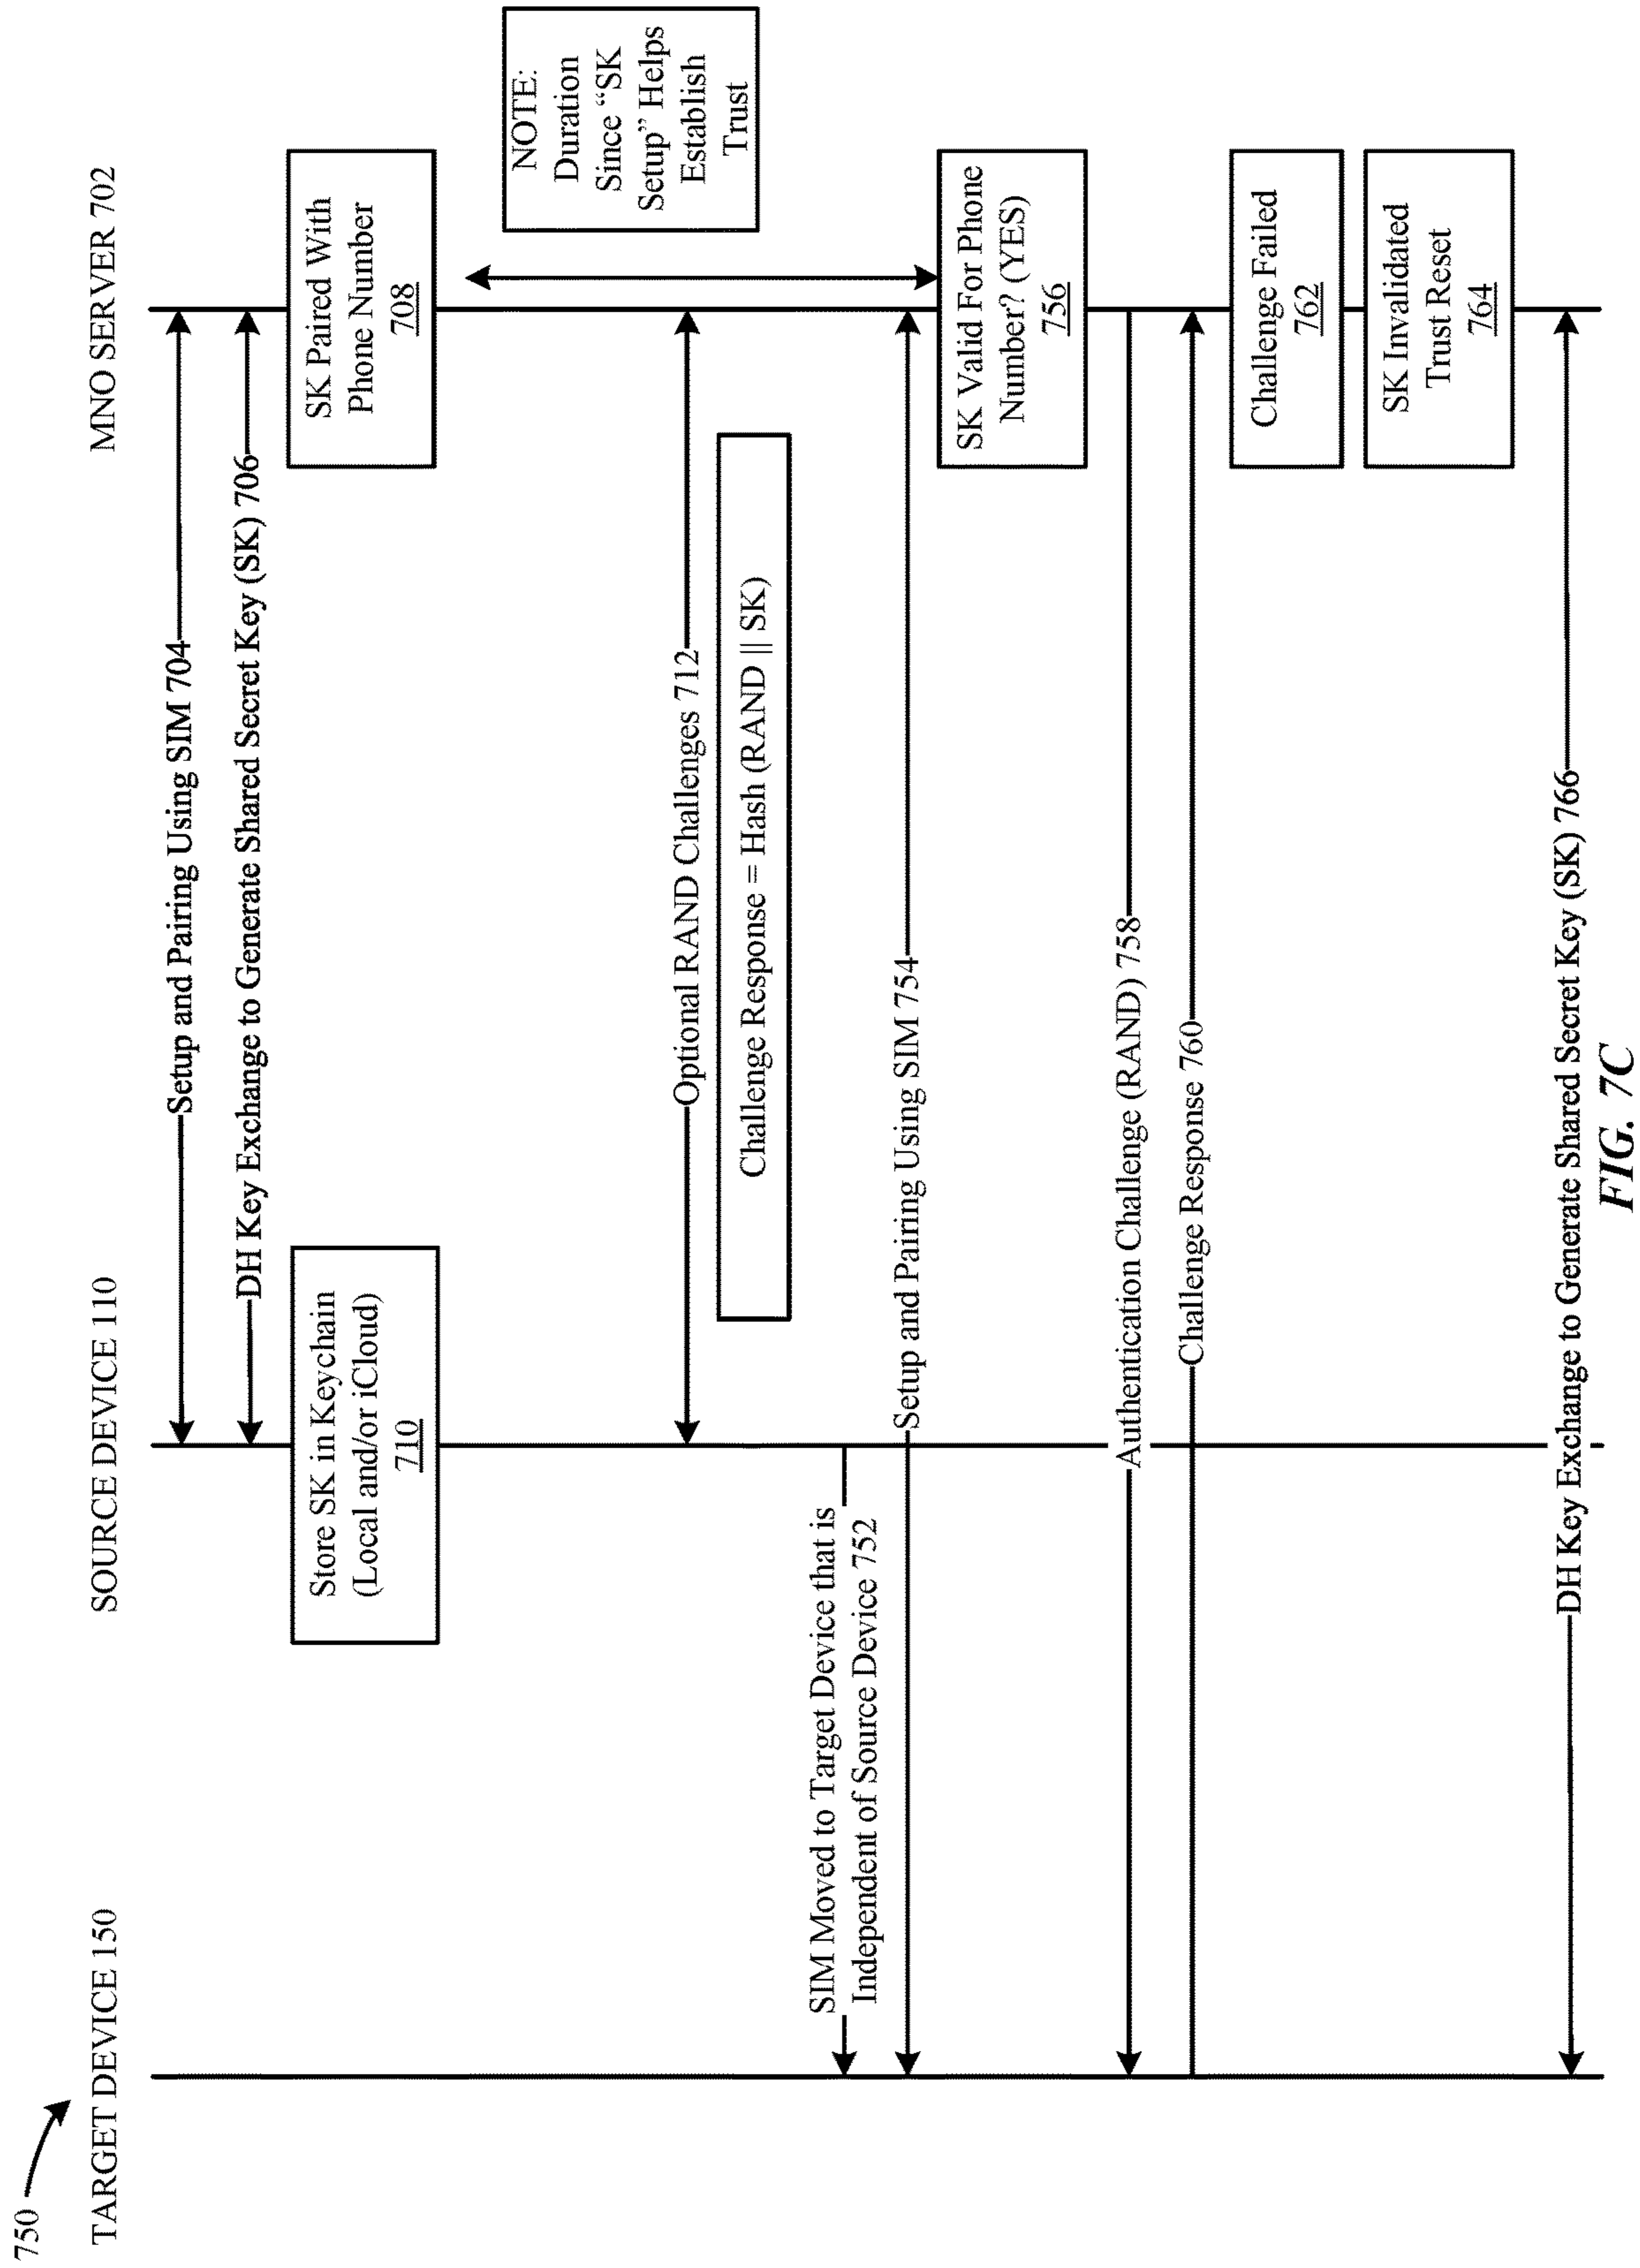 750
TARGET DEVICE 150
SOURCE DEVICE 110
MNO SERVER 702
Setup and Pairing Using SIM 704
DH Key Exchange to Generate Shared Secret Key (SK) 706
Store SK in Keychain
(Local and/or iCloud)
710
SK Paired With
Phone Number
708
NOTE:
Duration
Since “SK
Setup” Helps
Establish
Trust
Optional RAND Challenges 712
Challenge Response = Hash (RAND || SK)
SIM Moved to Target Device that is
Independent of Source Device 752
Setup and Pairing Using SIM 754
SK Valid For Phone
Number? (YES)
756
Authentication Challenge (RAND) 758
Challenge Response 760
Challenge Failed
762
SK Invalidated
Trust Reset
764
DH Key Exchange to Generate Shared Secret Key (SK) 766
FIG. 7C